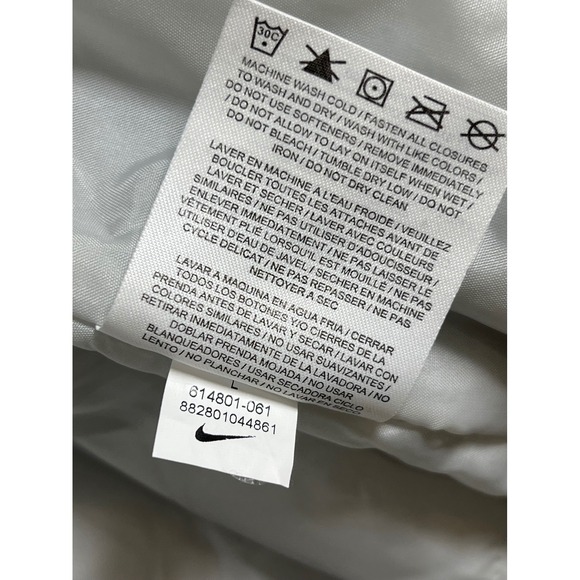 30C
MACHINE WASH COLD / FASTEN ALL CLOSURES
TO WASH AND DRY / WASH WITH LIKE COLORS /
DO NOT USE SOFTENERS / REMOVE IMMEDIATELY
/ DO NOT ALLOW TO LAY ON ITSELF WHEN WET /
DO NOT BLEACH / TUMBLE DRY LOW / DO NOT
IRON / DO NOT DRY CLEAN
LAVER EN MACHINE A L'EAU FROIDE / VEUILLEZ
BOUCLER TOUTES LES ATTACHES AVANT DE
LAVER ET SECHER / LAVER AVEC COULEURS
SIMILAIRES / NE PAS UTILISER D'ADOUCISSEUR /
ENLEVER IMMEDIATEMENT / NE PAS LAISSER LE
VÊTEMENT PLIÉ LORSQU'IL EST MOUILLÉ / NE PAS
UTILISER D'EAU DE JAVEL / SECHER EN MACHINE
CYCLE DELICAT / NE PAS REPASSER / NE PAS
NETTOYER A SEC
LAVAR A MAQUINA EN AGUA FRIA / CERRAR
TODOS LOS BOTONES Y/O CIERRES DE LA
PRENDA ANTES DE LAVAR Y SECAR / LAVAR CON
COLORES SIMILARES / NO USAR SUAVIZANTES /
RETIRAR INMEDIATAMENTE DE LA LAVADORA / NO
DOBLAR PRENDA MOJADA / NO USAR
BLANQUEADORES / USAR SECADORA CICLO
LENTO / NO PLANCHAR / NO LAVAR EN SECO
L
614801-061
882801044861